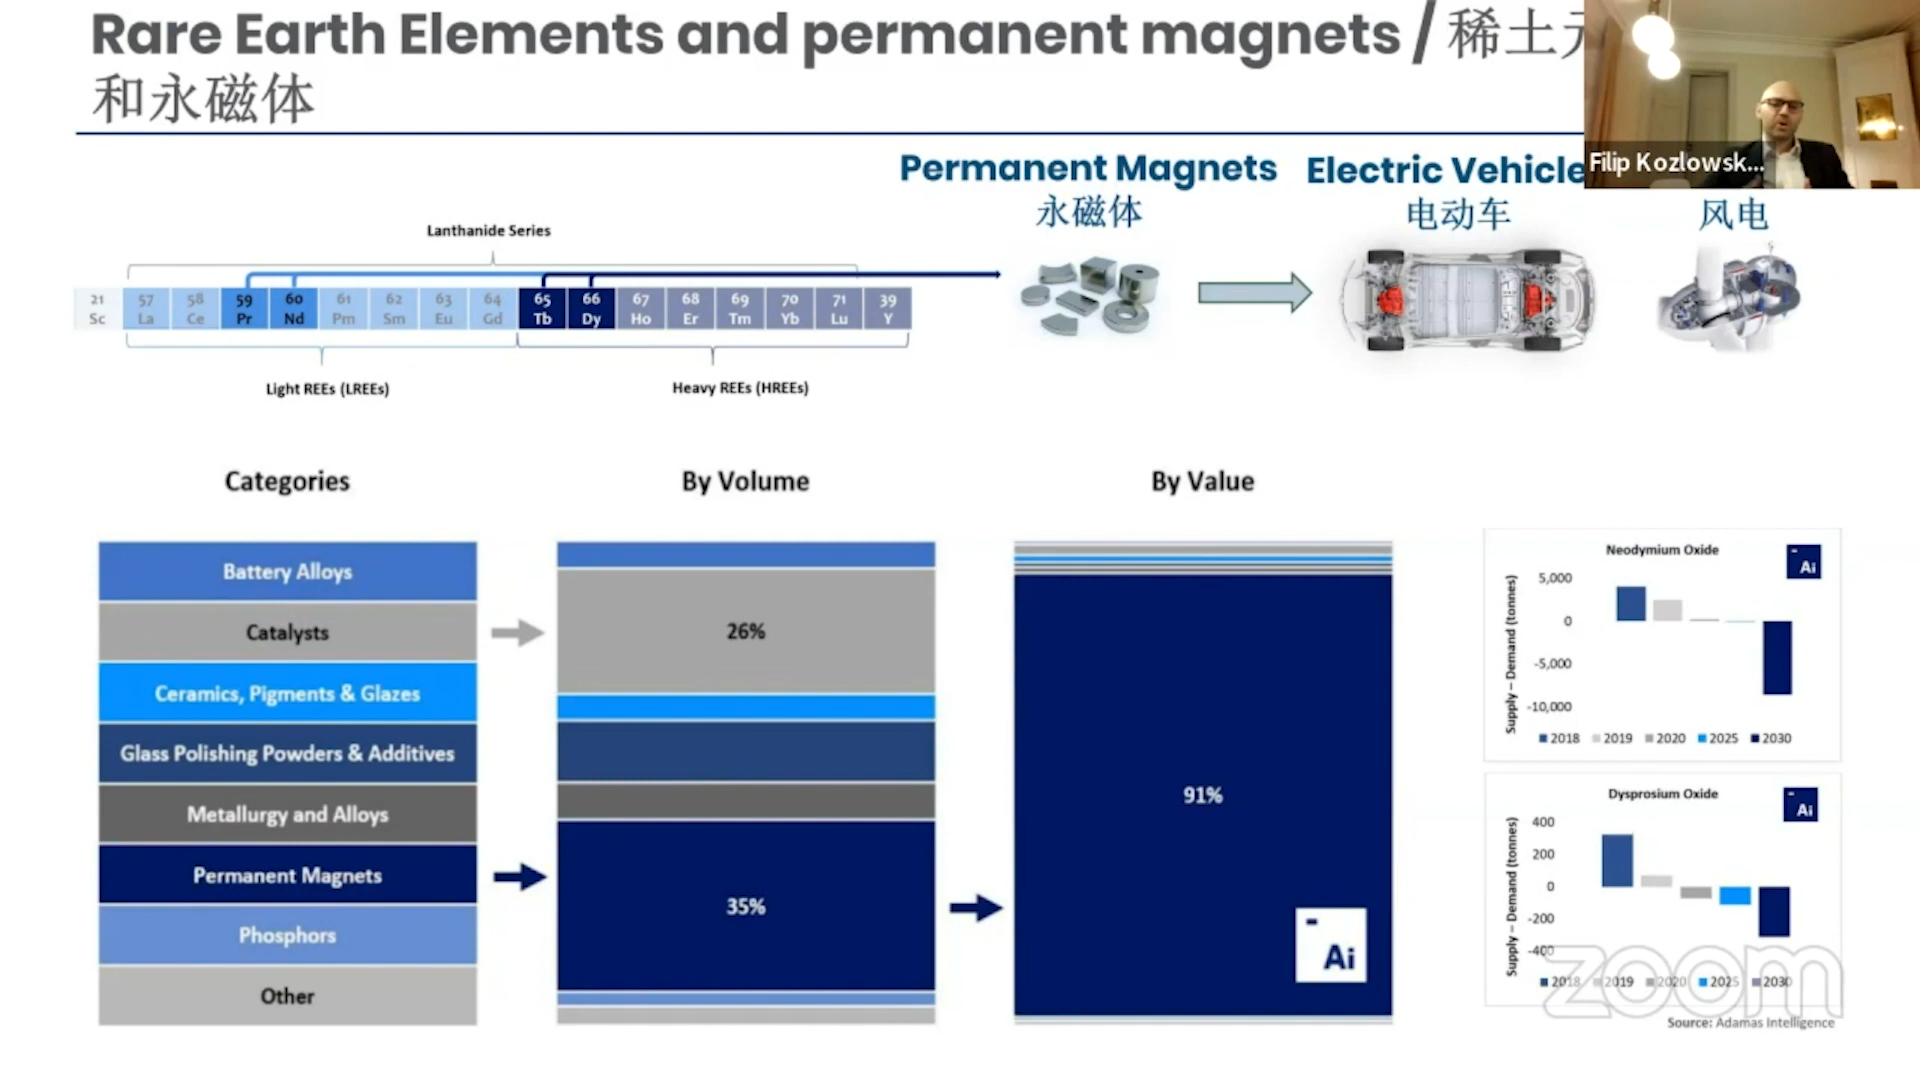 Rare Earth Elements and permanent magnets / 稀土
和永磁体
Filip Kozlowsk...
Permanent Magnets
永磁体
Electric Vehicle
电动车
风电
Lanthanide Series
21 57 58 59 60 61 62 63 64 65 66 67 68 69 70 71 39
Sc La Ce Pr Nd Pm Sm Eu Gd Tb Dy Ho Er Tm Yb Lu Y
Light REEs (LREEs)
Heavy REEs (HREEs)
Categories
By Volume
By Value
Battery Alloys
Catalysts
Ceramics, Pigments & Glazes
Glass Polishing Powders & Additives
Metallurgy and Alloys
Permanent Magnets
Phosphors
Other
26%
35%
91%
Ai
Neodymium Oxide
Ai
Supply – Demand (tonnes)
5,000
0
-5,000
-10,000
2018 2019 2020 2025 2030
Dysprosium Oxide
Ai
Supply – Demand (tonnes)
400
200
0
-200
-400
2018 2019 2020 2025 2030
zoom
Source: Adamas Intelligence